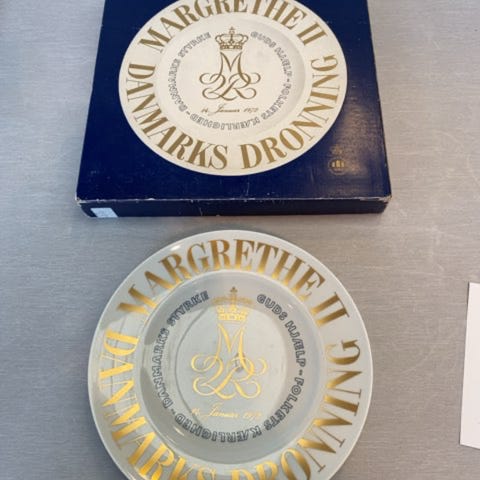 MARGRETHE II
DANMARKS DRONNING
GUDS HJÆLP - FOLKETS KÆRLIGHED - DANMARKS STYRKE
14. Januar 1972
MARGRETHE II
DANMARKS DRONNING
GUDS HJÆLP - FOLKETS KÆRLIGHED - DANMARKS STYRKE
14. Januar 1972